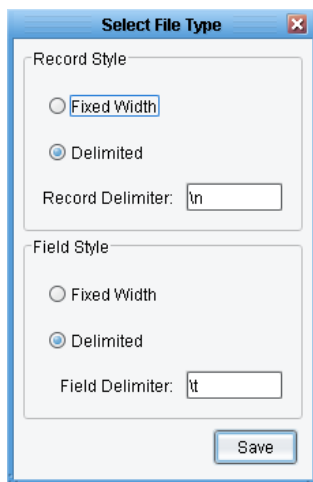 Select File Type
Record Style
Fixed Width
Delimited
Record Delimiter: \n
Field Style
Fixed Width
Delimited
Field Delimiter: \t
Save